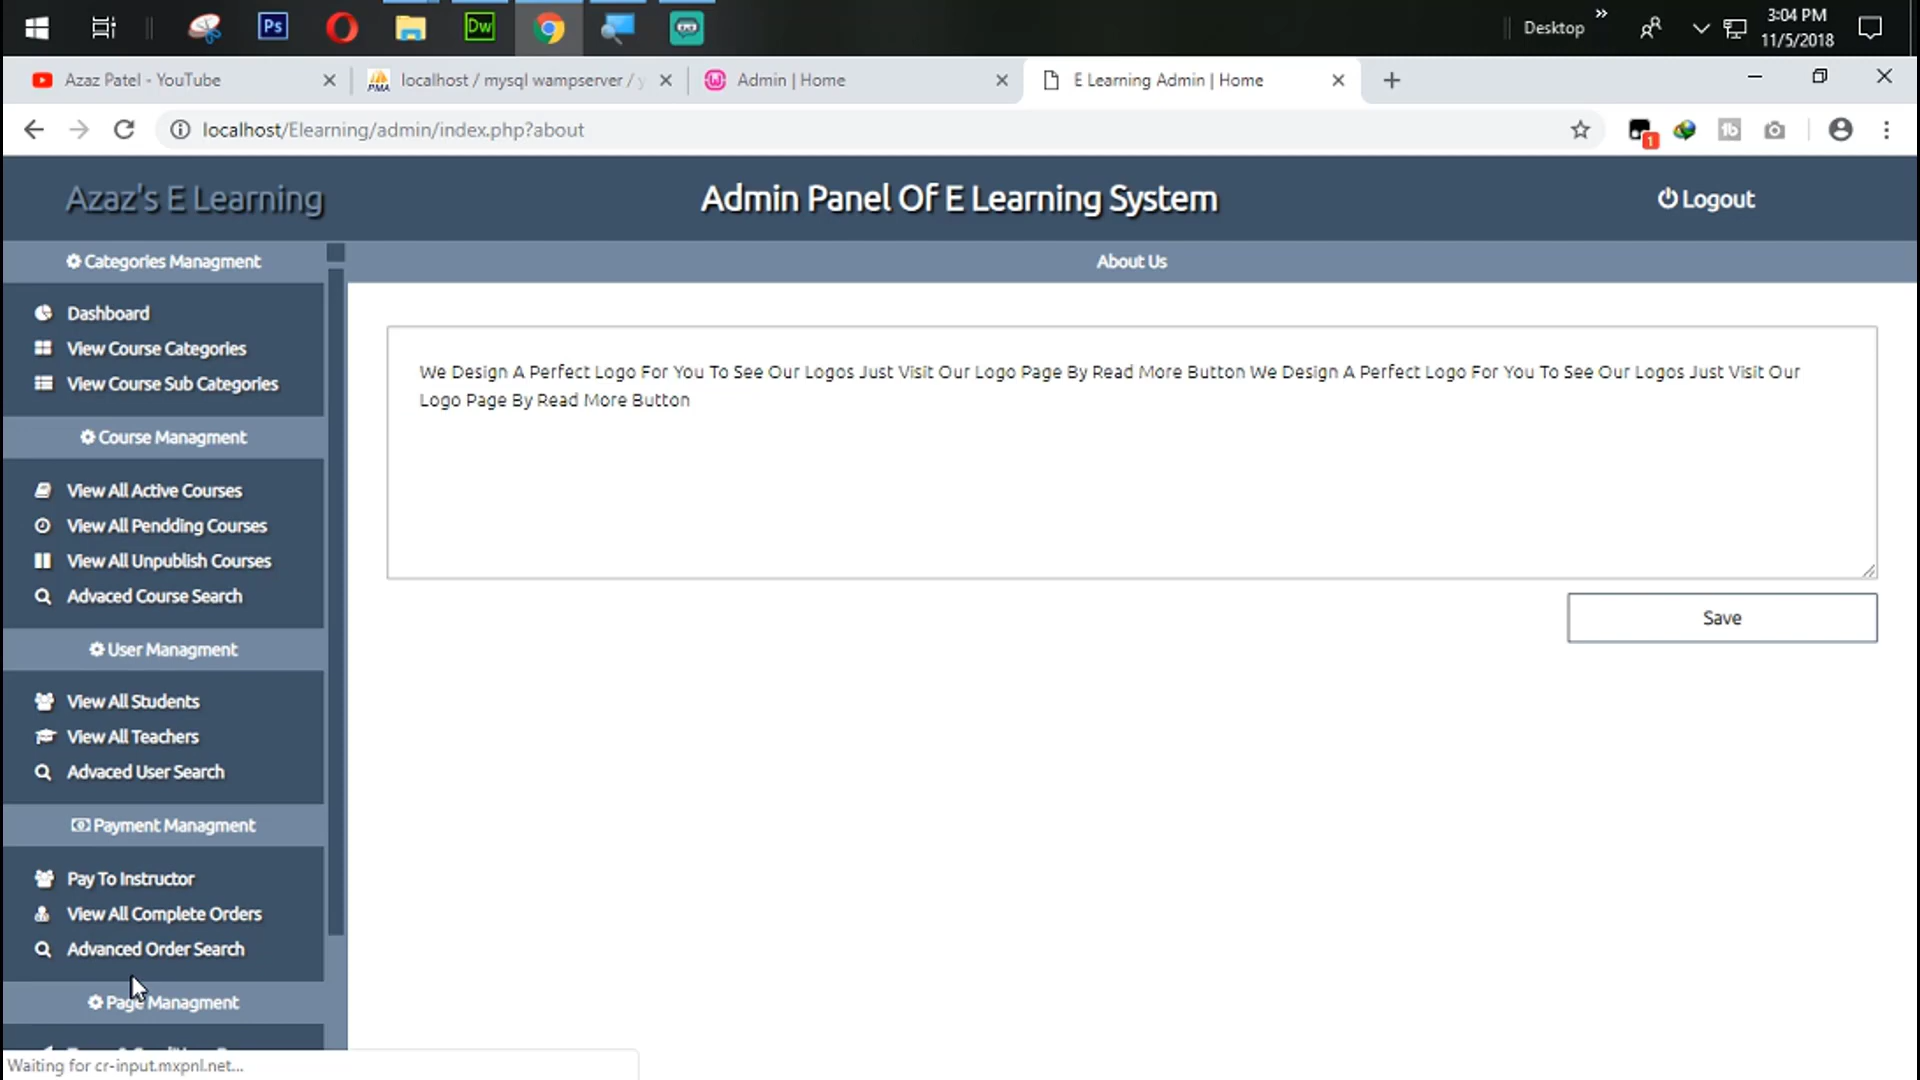 Ps
Dw
Desktop
»
3:04 PM
11/5/2018
Azaz Patel - YouTube
PMA
localhost / mysql wampserver / y
Admin | Home
E Learning Admin | Home
localhost/Elearning/admin/index.php?about
1
Azaz's E Learning
Admin Panel Of E Learning System
Logout
Categories Managment
About Us
Dashboard
View Course Categories
View Course Sub Categories
We Design A Perfect Logo For You To See Our Logos Just Visit Our Logo Page By Read More Button We Design A Perfect Logo For You To See Our Logos Just Visit Our
Logo Page By Read More Button
Course Managment
View All Active Courses
View All Pendding Courses
View All Unpublish Courses
Advaced Course Search
Save
User Managment
View All Students
View All Teachers
Advaced User Search
Payment Managment
Pay To Instructor
View All Complete Orders
Advanced Order Search
Page Managment
Waiting for cr-input.mxpnl.net...